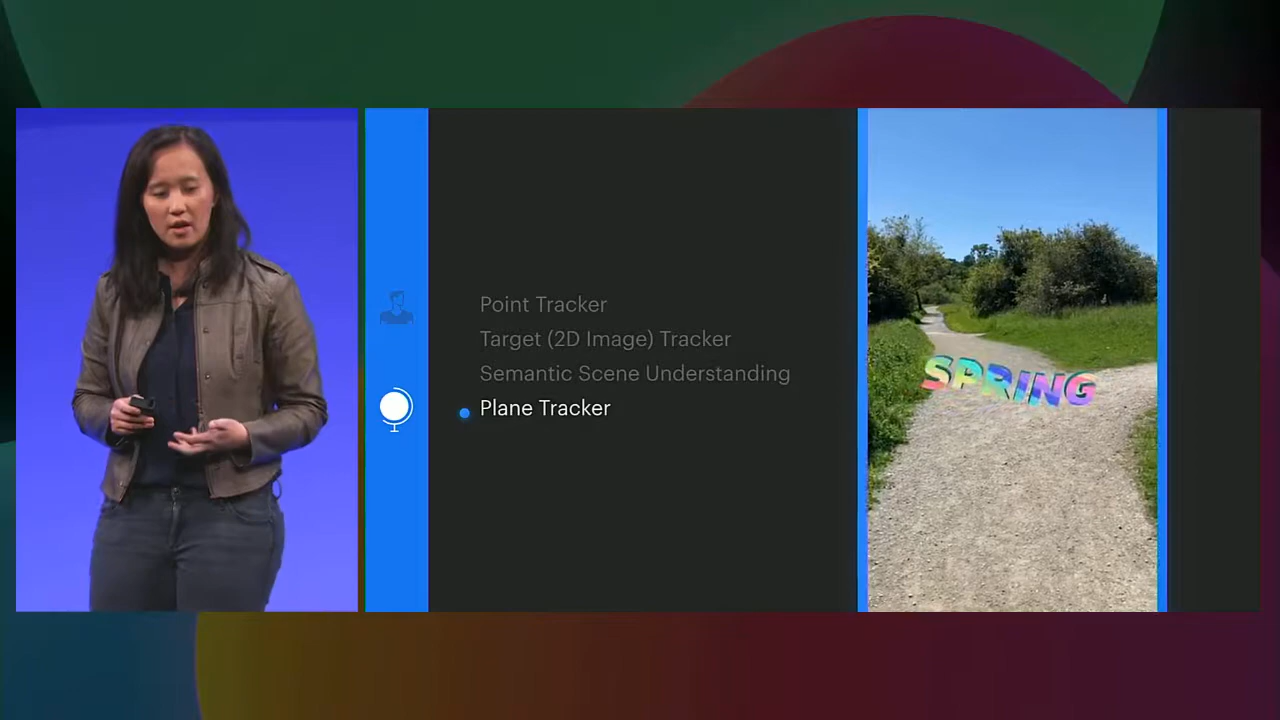 Point Tracker
Target (2D Image) Tracker
Semantic Scene Understanding
Plane Tracker
SPRING